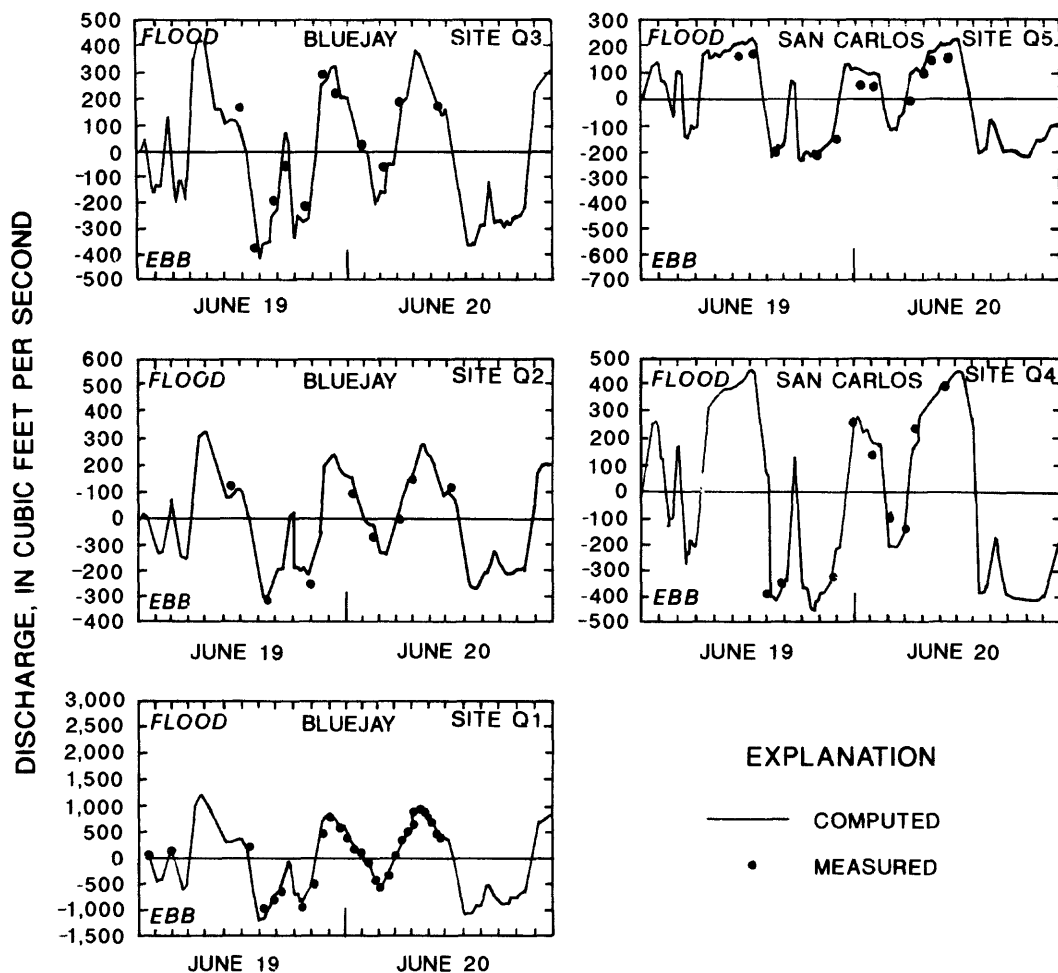 DISCHARGE, IN CUBIC FEET PER SECOND
500
400
300
200
100
0
-100
-200
-300
-400
-500
FLOOD BLUEJAY SITE Q3
EBB
JUNE 19 JUNE 20
300
200
100
0
-100
-200
-300
-400
-500
-600
-700
FLOOD SAN CARLOS SITE Q5
EBB
JUNE 19 JUNE 20
600
500
400
300
200
-100
0
-300
-200
-300
-400
FLOOD BLUEJAY SITE Q2
EBB
JUNE 19 JUNE 20
500
400
300
200
100
0
-100
-200
-300
-400
-500
FLOOD SAN CARLOS SITE Q4
EBB
JUNE 19 JUNE 20
3,000
2,500
2,000
1,500
1,000
500
0
-500
-1,000
-1,500
FLOOD BLUEJAY SITE Q1
EBB
JUNE 19 JUNE 20
EXPLANATION
COMPUTED
MEASURED